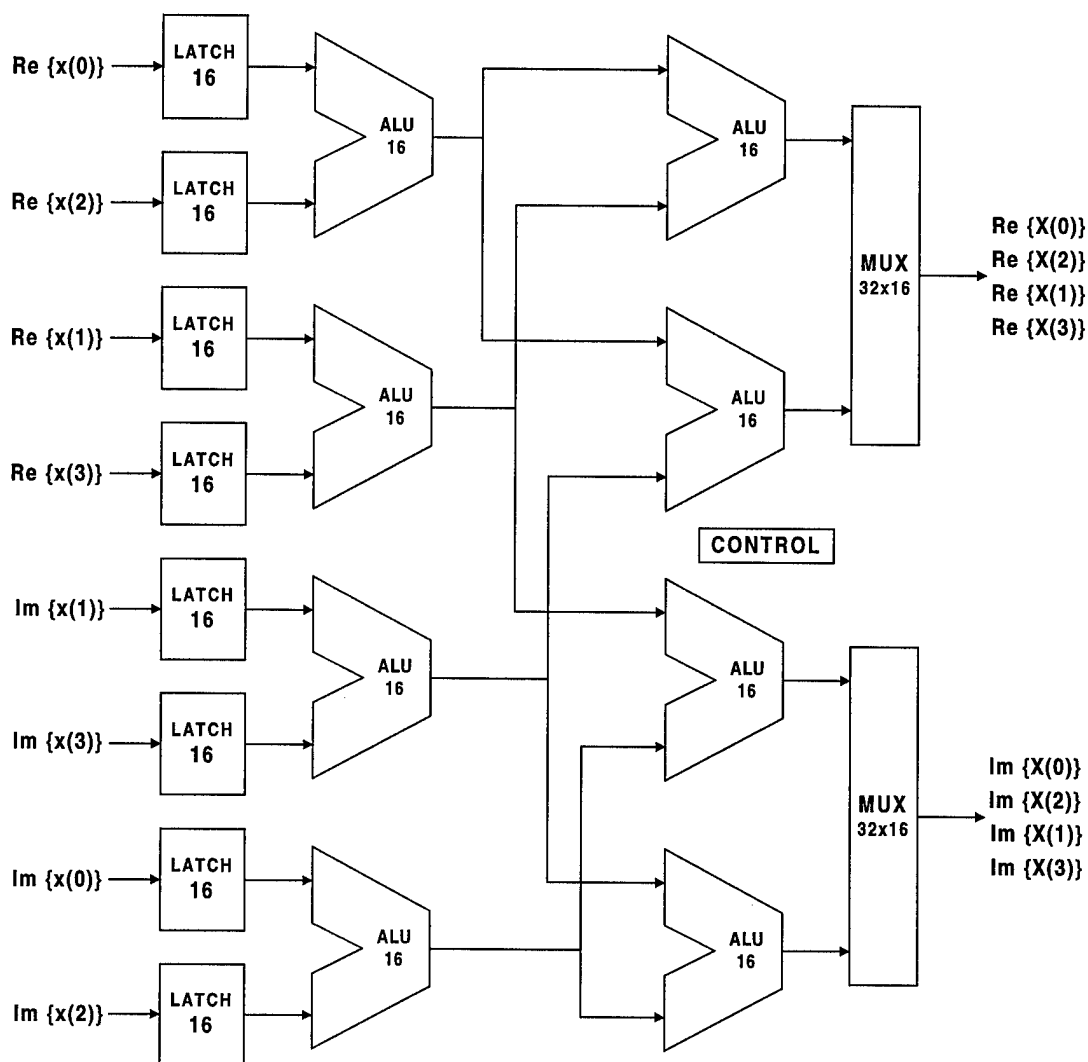 Re {x(0)}
LATCH
16
ALU
16
ALU
16
Re {x(2)}
LATCH
16
MUX
32x16
Re {X(0)}
Re {X(2)}
Re {X(1)}
Re {X(3)}
Re {x(1)}
LATCH
16
ALU
16
ALU
16
Re {x(3)}
LATCH
16
CONTROL
Im {x(1)}
LATCH
16
ALU
16
ALU
16
Im {x(3)}
LATCH
16
MUX
32x16
Im {X(0)}
Im {X(2)}
Im {X(1)}
Im {X(3)}
Im {x(0)}
LATCH
16
ALU
16
ALU
16
Im {x(2)}
LATCH
16